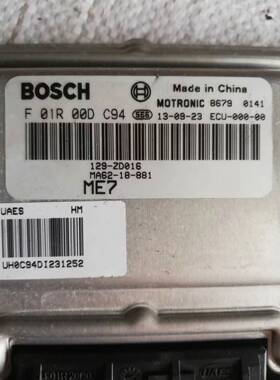 BOSCH
Made in China
MOTRONIC 8679 0141
F 01R 00D C94 13-09-23 ECU-000-00
129-ZD016
MA62-18-881
ME7
UAES HM
UH0C94DI231252
UAES